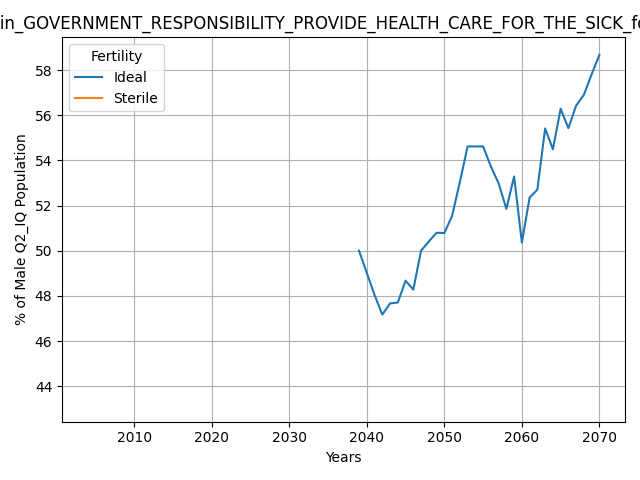 in_GOVERNMENT_RESPONSIBILITY_PROVIDE_HEALTH_CARE_FOR_THE_SICK_fo
Fertility
Ideal
Sterile
58
56
54
52
50
48
46
44
% of Male Q2_IQ Population
2010 2020 2030 2040 2050 2060 2070
Years